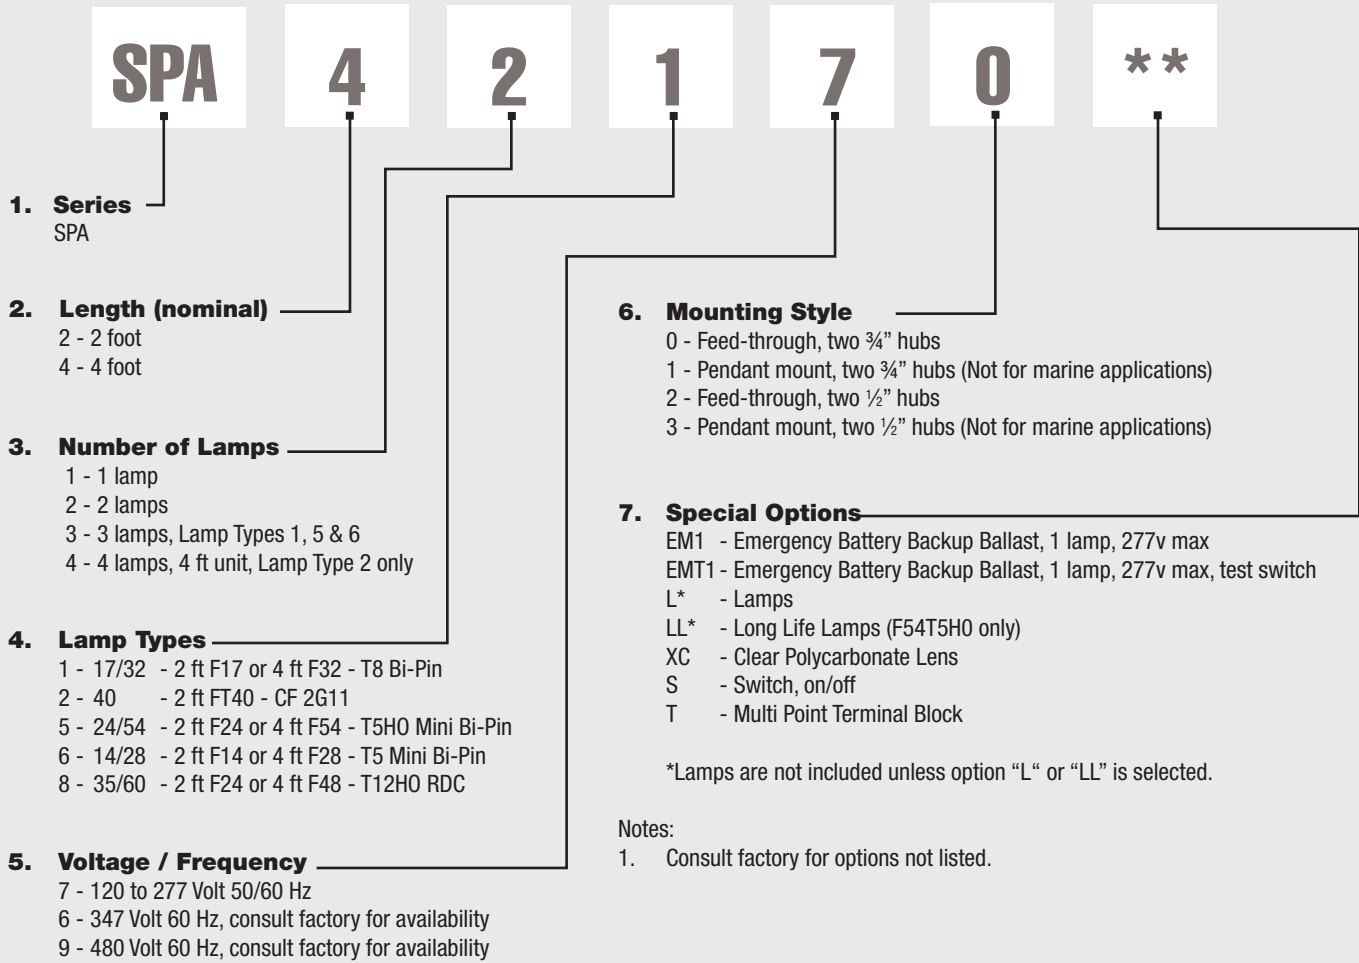 SPA 4 2 1 7 0 **
1. Series
SPA
2. Length (nominal)
2 - 2 foot
4 - 4 foot
3. Number of Lamps
1 - 1 lamp
2 - 2 lamps
3 - 3 lamps, Lamp Types 1, 5 & 6
4 - 4 lamps, 4 ft unit, Lamp Type 2 only
4. Lamp Types
1 - 17/32 - 2 ft F17 or 4 ft F32 - T8 Bi-Pin
2 - 40 - 2 ft FT40 - CF 2G11
5 - 24/54 - 2 ft F24 or 4 ft F54 - T5HO Mini Bi-Pin
6 - 14/28 - 2 ft F14 or 4 ft F28 - T5 Mini Bi-Pin
8 - 35/60 - 2 ft F24 or 4 ft F48 - T12HO RDC
5. Voltage / Frequency
7 - 120 to 277 Volt 50/60 Hz
6 - 347 Volt 60 Hz, consult factory for availability
9 - 480 Volt 60 Hz, consult factory for availability
6. Mounting Style
0 - Feed-through, two ¾” hubs
1 - Pendant mount, two ¾” hubs (Not for marine applications)
2 - Feed-through, two ½” hubs
3 - Pendant mount, two ½” hubs (Not for marine applications)
7. Special Options
EM1 - Emergency Battery Backup Ballast, 1 lamp, 277v max
EMT1 - Emergency Battery Backup Ballast, 1 lamp, 277v max, test switch
L* - Lamps
LL* - Long Life Lamps (F54T5HO only)
XC - Clear Polycarbonate Lens
S - Switch, on/off
T - Multi Point Terminal Block
*Lamps are not included unless option “L“ or “LL” is selected.
Notes:
1. Consult factory for options not listed.